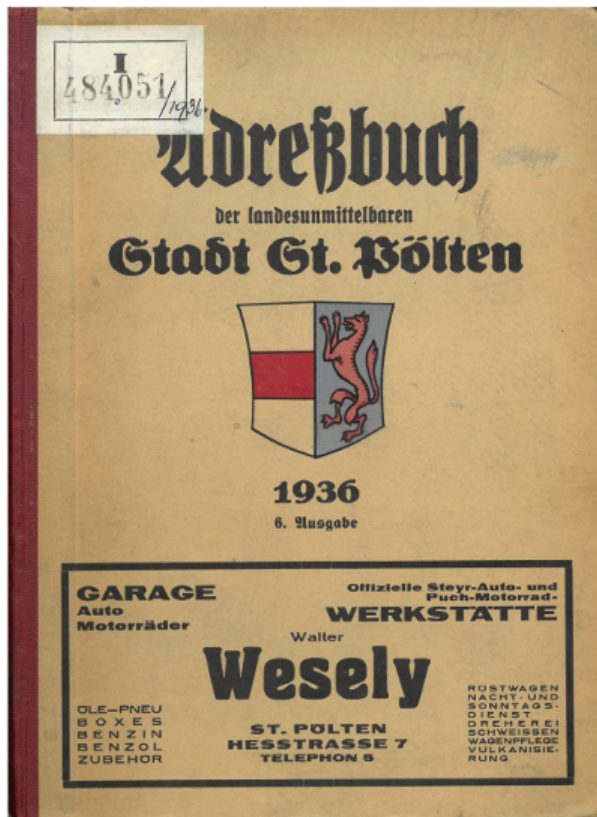 I
484051/1936.
Adreßbuch
der landesunmittelbaren
Stadt St. Pölten
1936
6. Ausgabe
GARAGE
Auto
Motorräder
Offizielle Steyr-Auto- und
Puch-Motorrad-
WERKSTÄTTE
Walter
Wesely
ÖLE–PNEU
BOXES
BENZIN
BENZOL
ZUBEHÖR
ST. PÖLTEN
HESSTRASSE 7
TELEPHON 5
RÜSTWAGEN
NACHT- UND
SONNTAGS-
DIENST
DREHEREI
SCHWEISSEN
WAGENPFLEGE
VULKANISIE-
RUNG